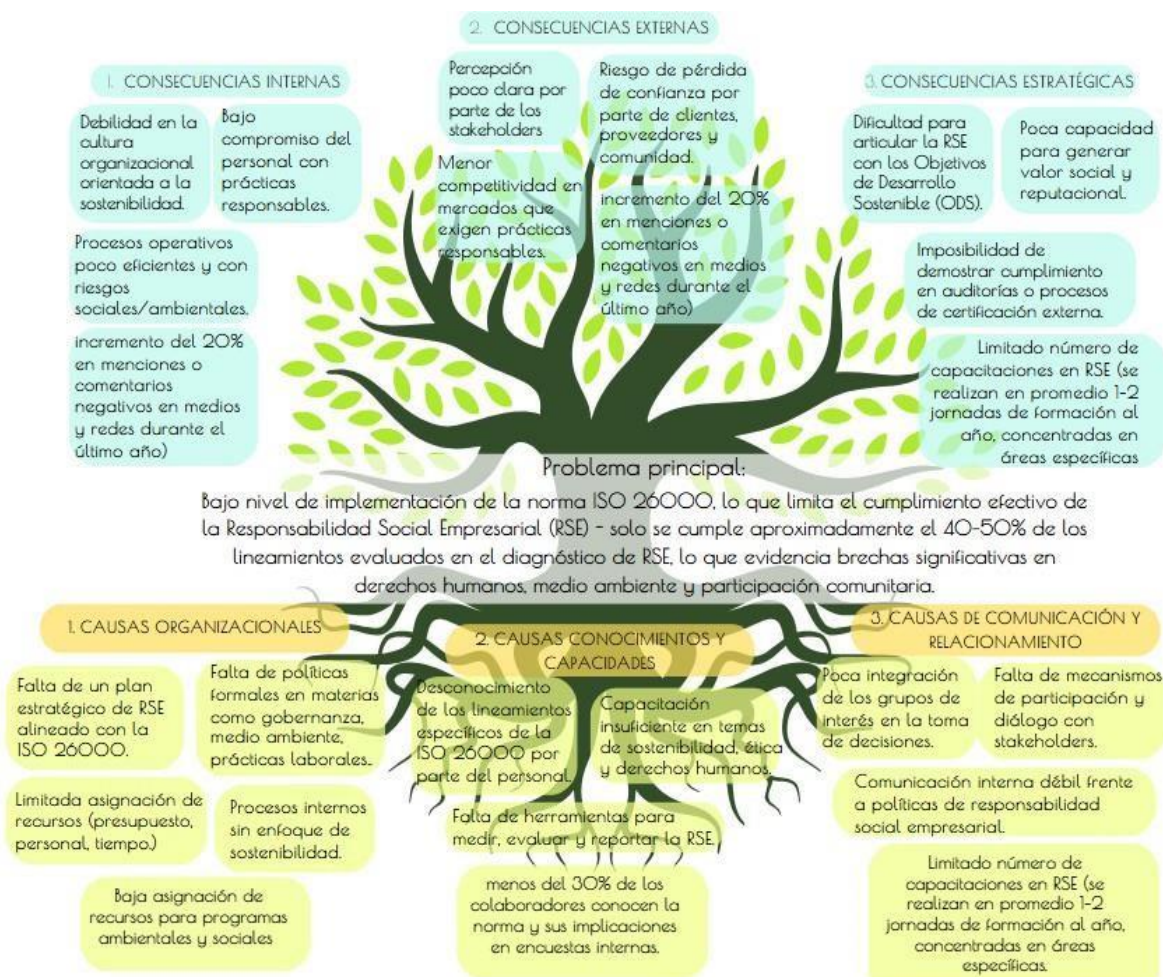 2. CONSECUENCIAS EXTERNAS
1. CONSECUENCIAS INTERNAS
Debilidad en la
cultura
organizacional
orientada a la
sostenibilidad.
Bajo
compromiso del
personal con
prácticas
responsables.
Procesos operativos
poco eficientes y con
riesgos
sociales/ambientales.
incremento del 20%
en menciones o
comentarios
negativos en medios
y redes durante el
último año)
Percepción
poco clara por
parte de los
stakeholders
Riesgo de pérdida
de confianza por
parte de clientes,
proveedores y
comunidad.
Menor
competitividad en
mercados que
exigen prácticas
responsables.
incremento del 20%
en menciones o
comentarios
negativos en medios
y redes durante el
último año)
3. CONSECUENCIAS ESTRATÉGICAS
Dificultad para
articular la RSE
con los Objetivos
de Desarrollo
Sostenible (ODS).
Poca capacidad
para generar
valor social y
reputacional.
Imposibilidad de
demostrar cumplimiento
en auditorías o procesos
de certificación externa.
Limitado número de
capacitaciones en RSE (se
realizan en promedio 1-2
jornadas de formación al
año, concentradas en
áreas específicas
Problema principal:
Bajo nivel de implementación de la norma ISO 26000, lo que limita el cumplimiento efectivo de
la Responsabilidad Social Empresarial (RSE) - solo se cumple aproximadamente el 40-50% de los
lineamientos evaluados en el diagnóstico de RSE, lo que evidencia brechas significativas en
derechos humanos, medio ambiente y participación comunitaria.
1. CAUSAS ORGANIZACIONALES
Falta de un plan
estratégico de RSE
alineado con la
ISO 26000.
Falta de políticas
formales en materias
como gobernanza,
medio ambiente,
prácticas laborales..
Limitada asignación de
recursos (presupuesto,
personal, tiempo.)
Procesos internos
sin enfoque de
sostenibilidad.
Baja asignación de
recursos para programas
ambientales y sociales
2. CAUSAS CONOCIMIENTOS Y
CAPACIDADES
Desconocimiento
de los lineamientos
específicos de la
ISO 26000 por
parte del personal.
Capacitación
insuficiente en temas
de sostenibilidad, ética
y derechos humanos.
Falta de herramientas para
medir, evaluar y reportar la RSE.
menos del 30% de los
colaboradores conocen la
norma y sus implicaciones
en encuestas internas.
3. CAUSAS DE COMUNICACIÓN Y
RELACIONAMIENTO
Poca integración
de los grupos de
interés en la toma
de decisiones.
Falta de mecanismos
de participación y
diálogo con
stakeholders.
Comunicación interna débil frente
a políticas de responsabilidad
social empresarial.
Limitado número de
capacitaciones en RSE (se
realizan en promedio 1-2
jornadas de formación al año,
concentradas en áreas
específicas.